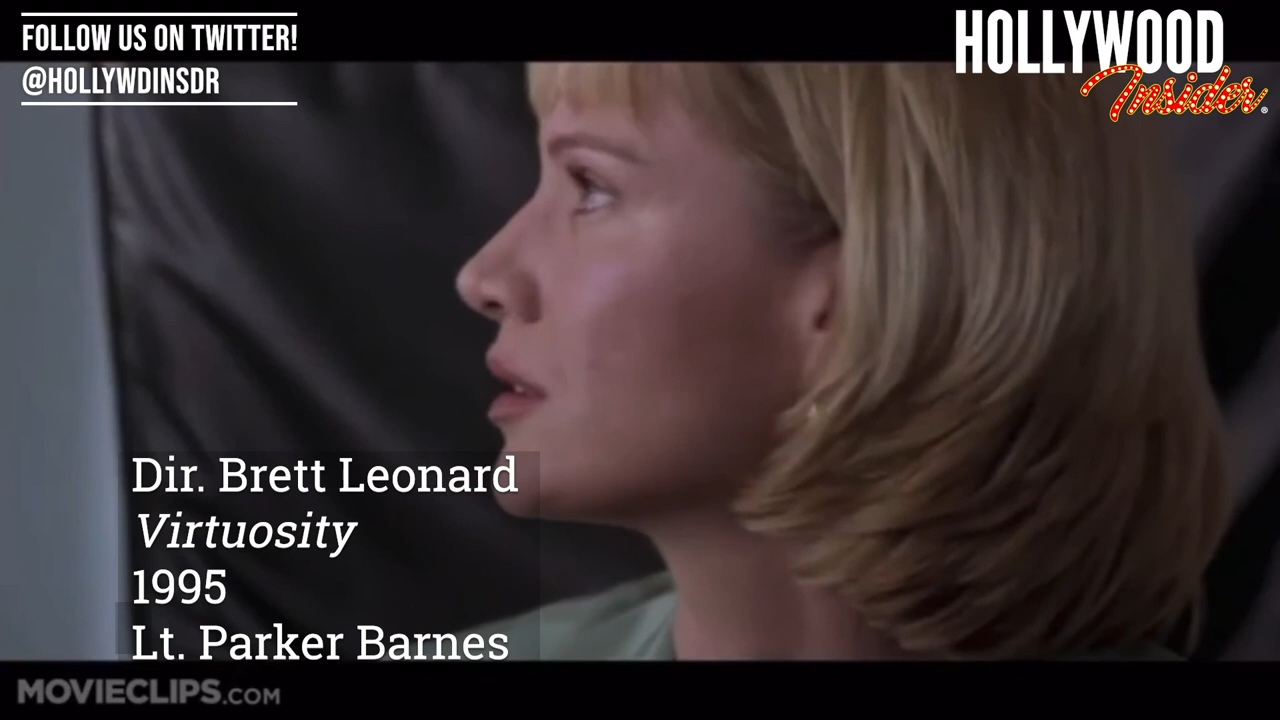 FOLLOW US ON TWITTER!
@HOLLYWDINSDR
HOLLYWOOD
Insider®
Dir. Brett Leonard
Virtuosity
1995
Lt. Parker Barnes
MOVIECLIPS.COM